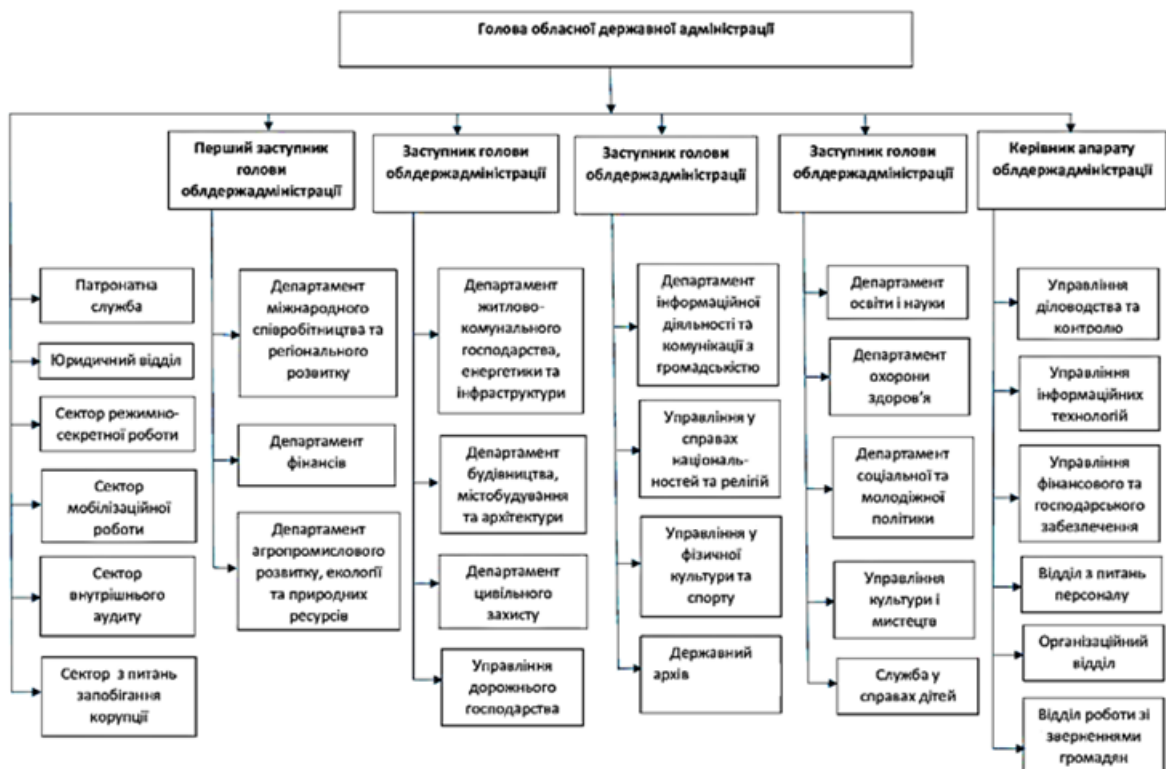 Голова обласної державної адміністрації
Перший заступник
голови
облдержадміністрації
Заступник голови
облдержадміністрації
Заступник голови
облдержадміністрації
Заступник голови
облдержадміністрації
Керівник апарату
облдержадміністрації
Патронатна
служба
Юридичний відділ
Сектор режимно-
секретної роботи
Сектор
мобілізаційної
роботи
Сектор
внутрішнього
аудиту
Сектор з питань
запобігання
корупції
Департамент
міжнародного
співробітництва та
регіонального
розвитку
Департамент
фінансів
Департамент
агропромислового
розвитку, екології
та природних
ресурсів
Департамент
житлово-
комунального
господарства,
енергетики та
інфраструктури
Департамент
будівництва,
містобудування
та архітектури
Департамент
цивільного
захисту
Управління
дорожнього
господарства
Департамент
інформаційної
діяльності та
комунікації з
громадськістю
Управління у
справах
національ-
ностей та релігій
Управління у
фізичної
культури та
спорту
Державний
архів
Департамент
освіти і науки
Департамент
охорони
здоров'я
Департамент
соціальної та
молодіжної
політики
Управління
культури і
мистецтв
Служба у
справах дітей
Управління
діловодства та
контролю
Управління
інформаційних
технологій
Управління
фінансового та
господарського
забезпечення
Відділ з питань
персоналу
Організаційний
відділ
Відділ роботи зі
зверненнями
громадян